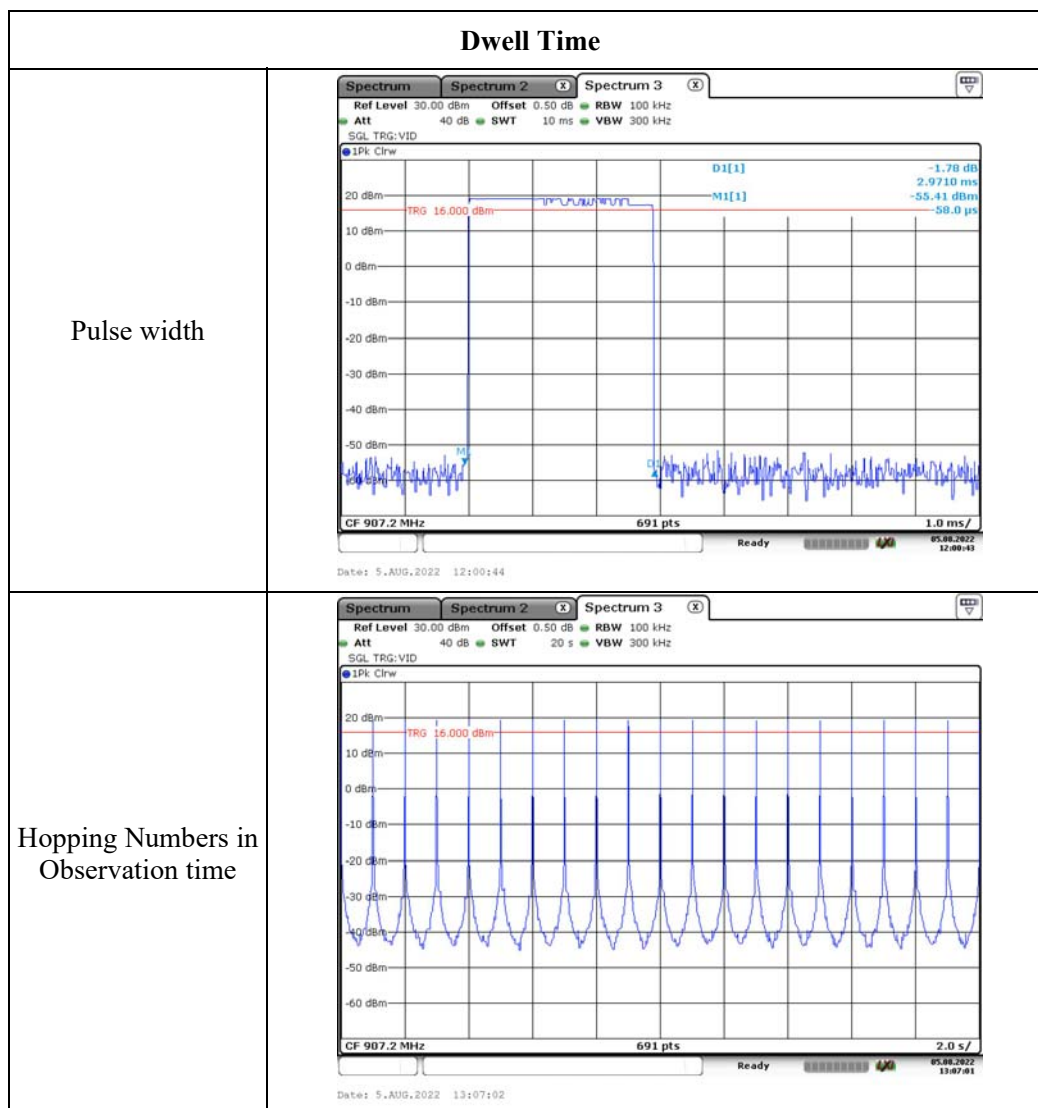 Dwell Time
Pulse width
Spectrum Spectrum 2 X Spectrum 3 X
Ref Level 30.00 dBm Offset 0.50 dB RBW 100 kHz
Att 40 dB SWT 10 ms VBW 300 kHz
SGL TRG:VID
1Pk Clrw
D1[1] -1.78 dB
2.9710 ms
20 dBm M1[1] -55.41 dBm
TRG 16.000 dBm -58.0 µs
10 dBm
0 dBm
-10 dBm
-20 dBm
-30 dBm
-40 dBm
-50 dBm
D1
CF 907.2 MHz 691 pts 1.0 ms/
Ready 05.08.2022
12:00:43
Date: 5.AUG.2022 12:00:44
Hopping Numbers in
Observation time
Spectrum Spectrum 2 X Spectrum 3 X
Ref Level 30.00 dBm Offset 0.50 dB RBW 100 kHz
Att 40 dB SWT 20 s VBW 300 kHz
SGL TRG:VID
1Pk Clrw
20 dBm
TRG 16.000 dBm
10 dBm
0 dBm
-10 dBm
-20 dBm
-30 dBm
-40 dBm
-50 dBm
-60 dBm
CF 907.2 MHz 691 pts 2.0 s/
Ready 05.08.2022
13:07:01
Date: 5.AUG.2022 13:07:02